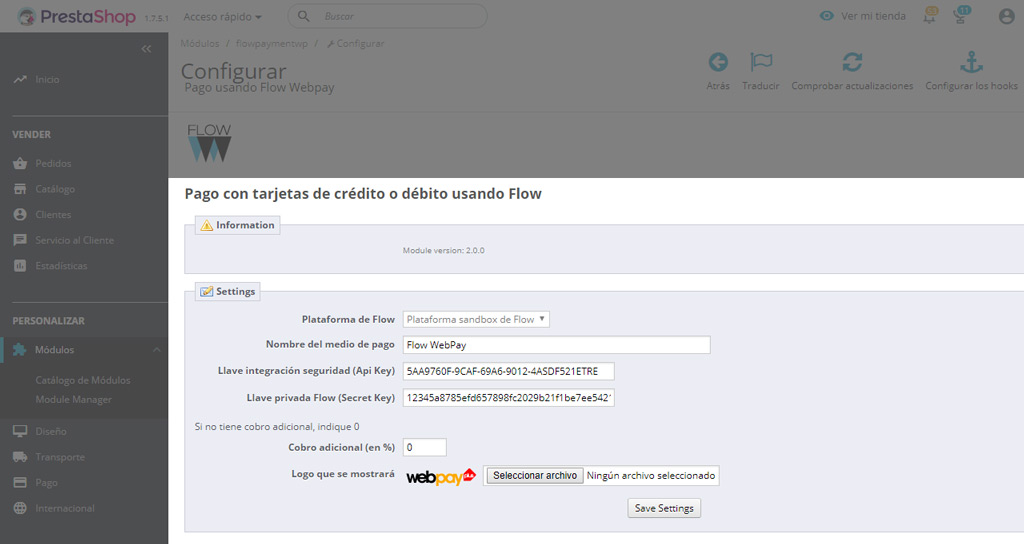 PrestaShop 1.7.5.1 Acceso rápido Buscar Ver mi tienda 11
Módulos / flowpaymentwp / Configurar
Configurar
Pago usando Flow Webpay
Atrás Traducir Comprobar actualizaciones Configurar los hooks
FLOW
Inicio
VENDER
Pedidos
Catálogo
Clientes
Servicio al Cliente
Estadísticas
PERSONALIZAR
Módulos
Catálogo de Módulos
Module Manager
Diseño
Transporte
Pago
Internacional
Pago con tarjetas de crédito o débito usando Flow
Information
Module version: 2.0.0
Settings
Plataforma de Flow Plataforma sandbox de Flow
Nombre del medio de pago Flow WebPay
Llave integración seguridad (Api Key) 5AA9760F-9CAF-69A6-9012-4ASDF521ETRE
Llave privada Flow (Secret Key) 12345a8785efd657898fc2029b21f1be7ee542
Si no tiene cobro adicional, indique 0
Cobro adicional (en %) 0
Logo que se mostrará webpay plus Seleccionar archivo Ningún archivo seleccionado
Save Settings